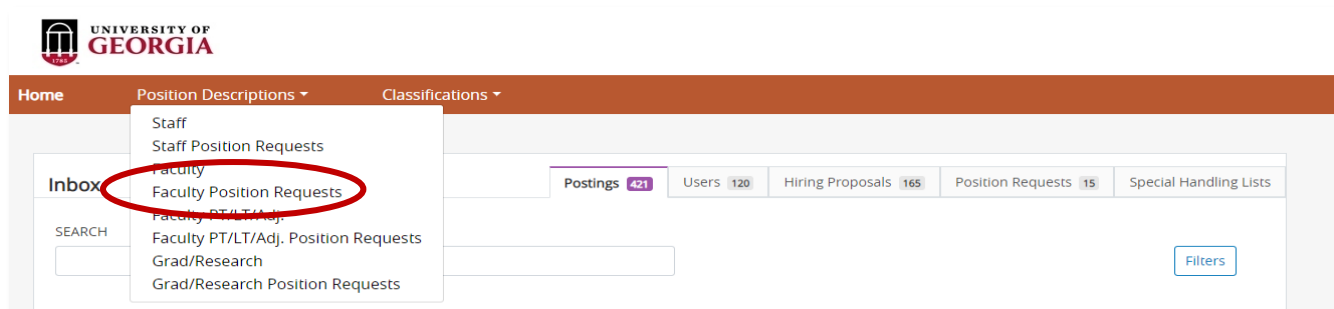 UNIVERSITY OF
GEORGIA
1785
Home Position Descriptions Classifications
Staff
Staff Position Requests
Faculty
Faculty Position Requests
Faculty PT/LT/Adj.
Faculty PT/LT/Adj. Position Requests
Grad/Research
Grad/Research Position Requests
Inbox
Postings 421 Users 120 Hiring Proposals 165 Position Requests 15 Special Handling Lists
SEARCH
Filters